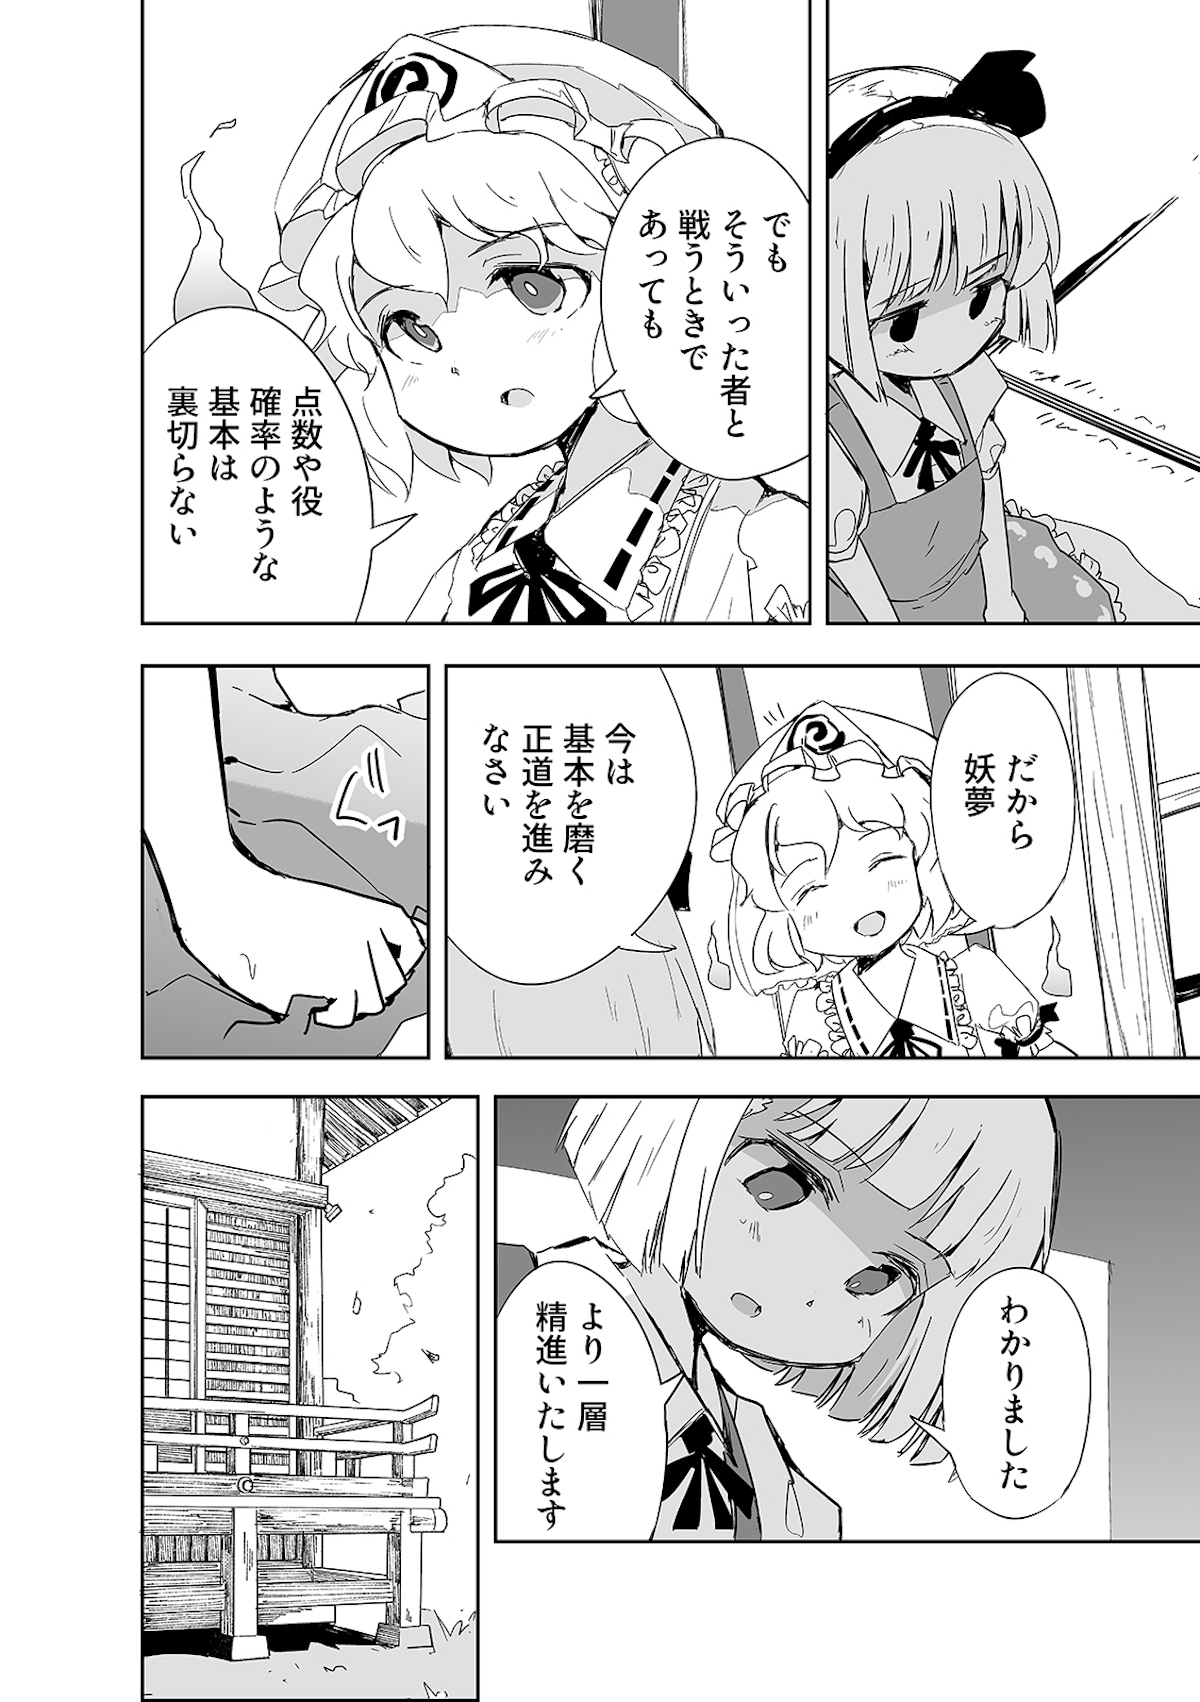 でも
そういった者と
戦うときで
あっても
点数や役
確率のような
基本は
裏切らない
だから
妖夢
今は
基本を磨く
正道を進み
なさい
ぐっ
わかりました
より一層
精進いたします